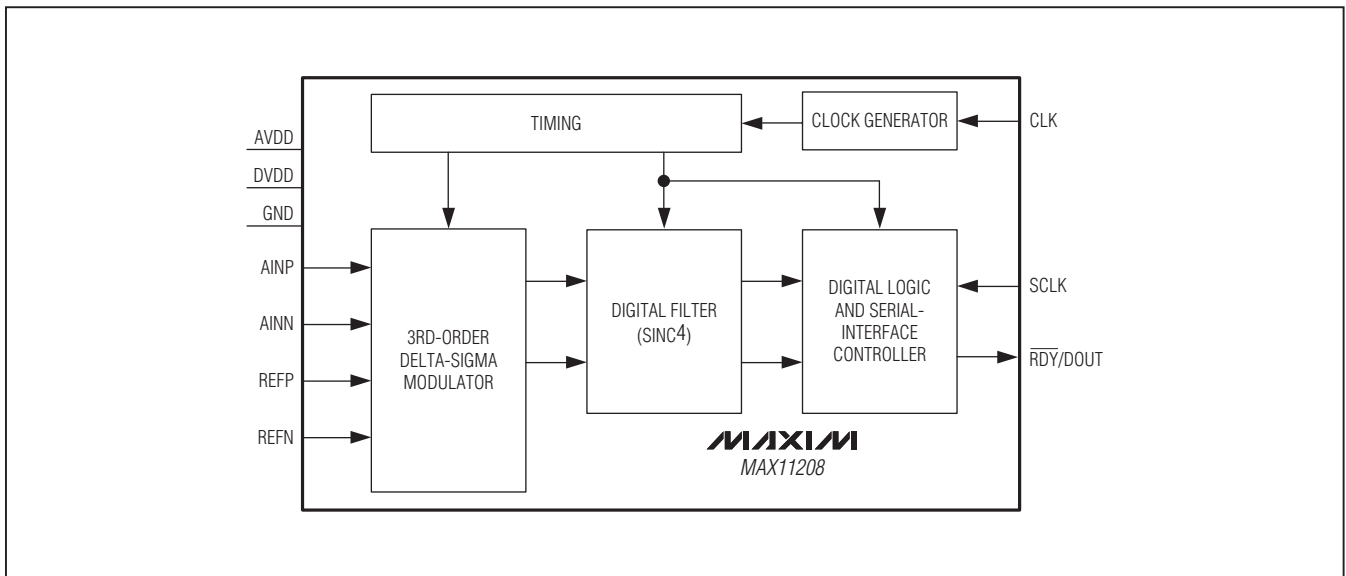 TIMING
CLOCK GENERATOR
CLK
AVDD
DVDD
GND
AINP
AINN
REFP
REFN
3RD-ORDER
DELTA-SIGMA
MODULATOR
DIGITAL FILTER
(SINC4)
DIGITAL LOGIC
AND SERIAL-
INTERFACE
CONTROLLER
SCLK
RDY/DOUT
MAXIM
MAX11208